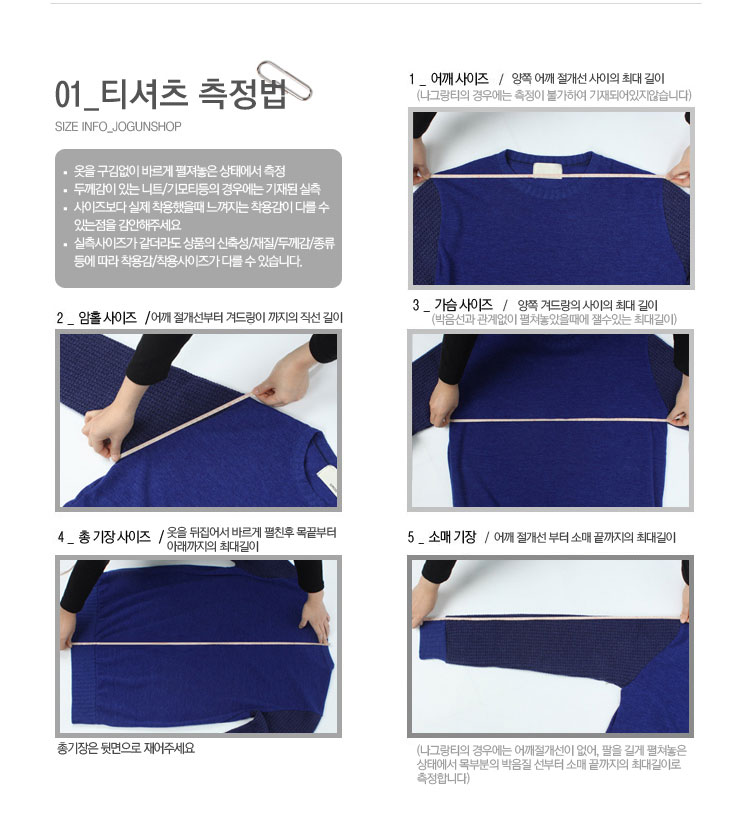 01_티셔츠 측정법
SIZE INFO_JOGUNSHOP
• 옷을 구김없이 바르게 펼져놓은 상태에서 측정
• 두께감이 있는 니트/기모티등의 경우에는 기재된 실측
• 사이즈보다 실제 착용했을때 느껴지는 착용감이 다를 수
있는점을 감안해주세요
• 실측사이즈가 같더라도 상품의 신축성/재질/두께감/종류
등에 따라 착용감/착용사이즈가 다를 수 있습니다.
1 _ 어깨 사이즈 / 양쪽 어깨 절개선 사이의 최대 길이
(나그랑티의 경우에는 측정이 불가하여 기재되어있지않습니다)
2 _ 암홀 사이즈 /어깨 절개선부터 겨드랑이 까지의 직선 길이
3 _ 가슴 사이즈 / 양쪽 겨드랑의 사이의 최대 길이
(박음선과 관계없이 펼쳐놓았을때에 잴수있는 최대길이)
4 _ 총 기장 사이즈 / 옷을 뒤집어서 바르게 펼친후 목끝부터
아래까지의 최대길이
총기장은 뒷면으로 재어주세요
5 _ 소매 기장 / 어깨 절개선 부터 소매 끝까지의 최대길이
(나그랑티의 경우에는 어깨절개선이 없어, 팔을 길게 펼쳐놓은
상태에서 목부분의 박음질 선부터 소매 끝까지의 최대길이로
측정합니다)